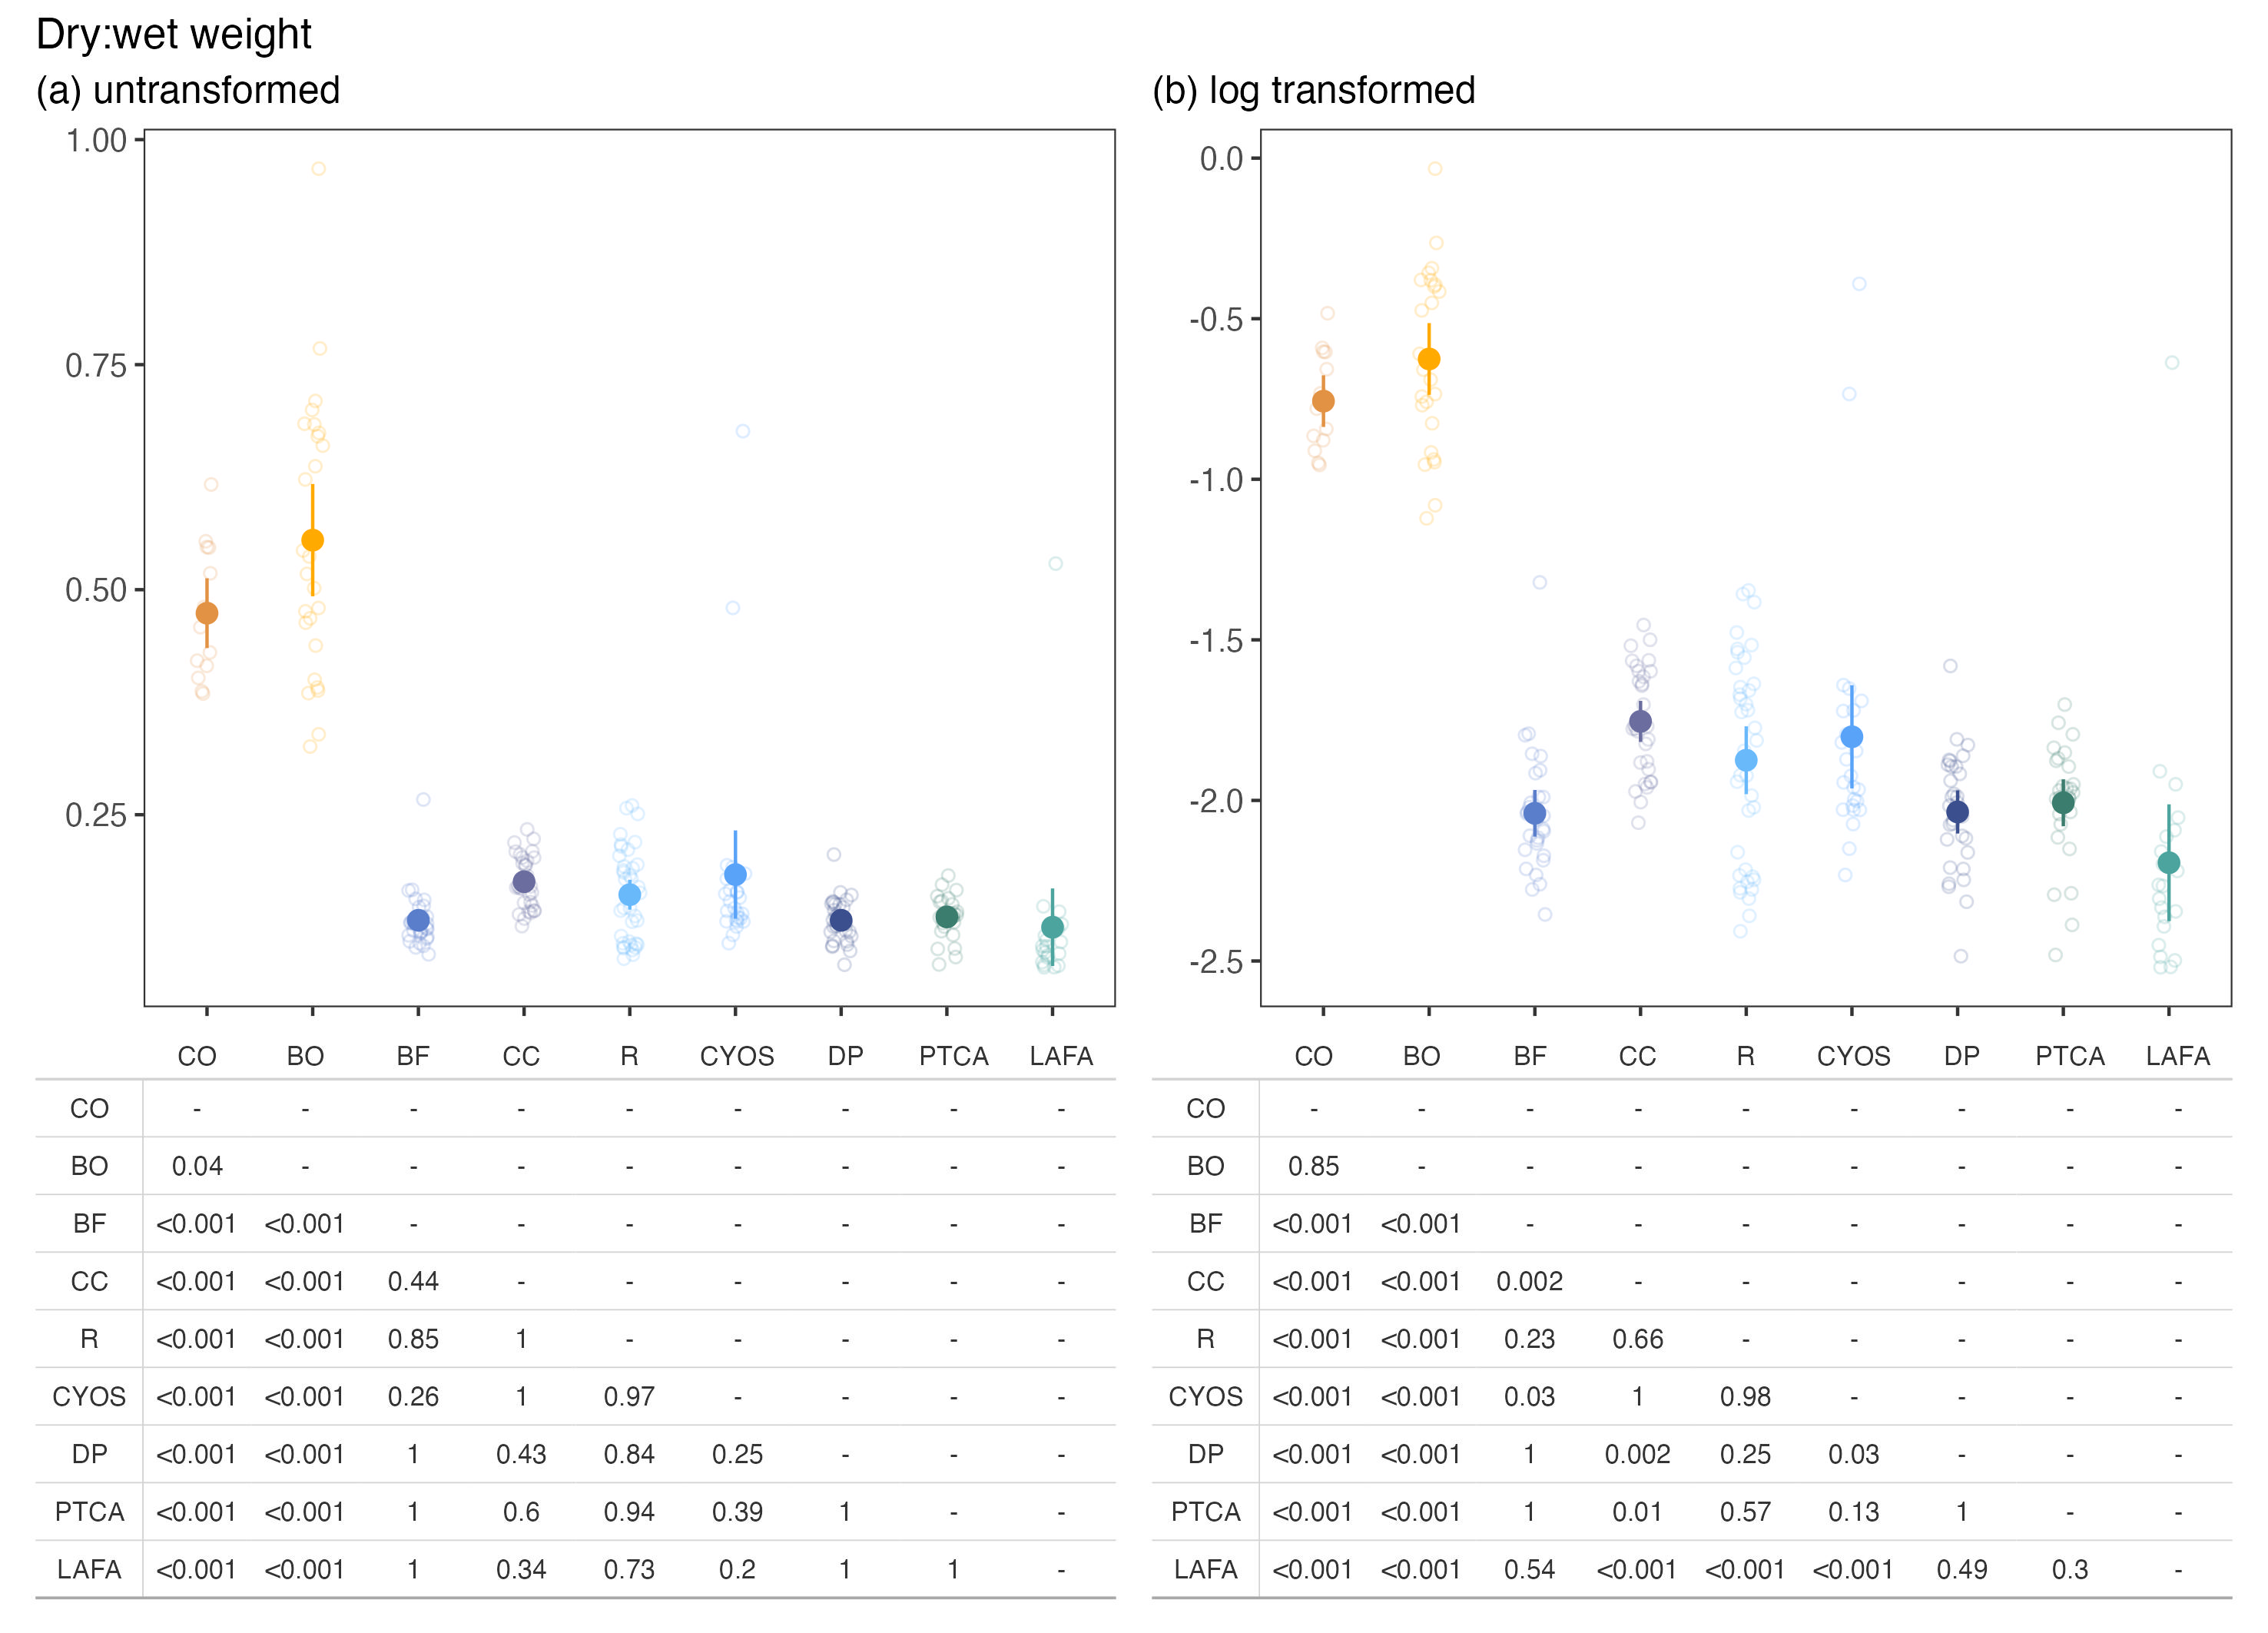 Dry:wet weight
(a) untransformed
1.00
0.75
0.50
0.25
CO BO BF CC R CYOS DP PTCA LAFA
CO - - - - - - - - -
BO 0.04 - - - - - - - -
BF <0.001 <0.001 - - - - - - -
CC <0.001 <0.001 0.44 - - - - - -
R <0.001 <0.001 0.85 1 - - - - -
CYOS <0.001 <0.001 0.26 1 0.97 - - - -
DP <0.001 <0.001 1 0.43 0.84 0.25 - - -
PTCA <0.001 <0.001 1 0.6 0.94 0.39 1 - -
LAFA <0.001 <0.001 1 0.34 0.73 0.2 1 1 -
(b) log transformed
0.0
-0.5
-1.0
-1.5
-2.0
-2.5
CO BO BF CC R CYOS DP PTCA LAFA
CO - - - - - - - - -
BO 0.85 - - - - - - - -
BF <0.001 <0.001 - - - - - - -
CC <0.001 <0.001 0.002 - - - - - -
R <0.001 <0.001 0.23 0.66 - - - - -
CYOS <0.001 <0.001 0.03 1 0.98 - - - -
DP <0.001 <0.001 1 0.002 0.25 0.03 - - -
PTCA <0.001 <0.001 1 0.01 0.57 0.13 1 - -
LAFA <0.001 <0.001 0.54 <0.001 <0.001 <0.001 0.49 0.3 -